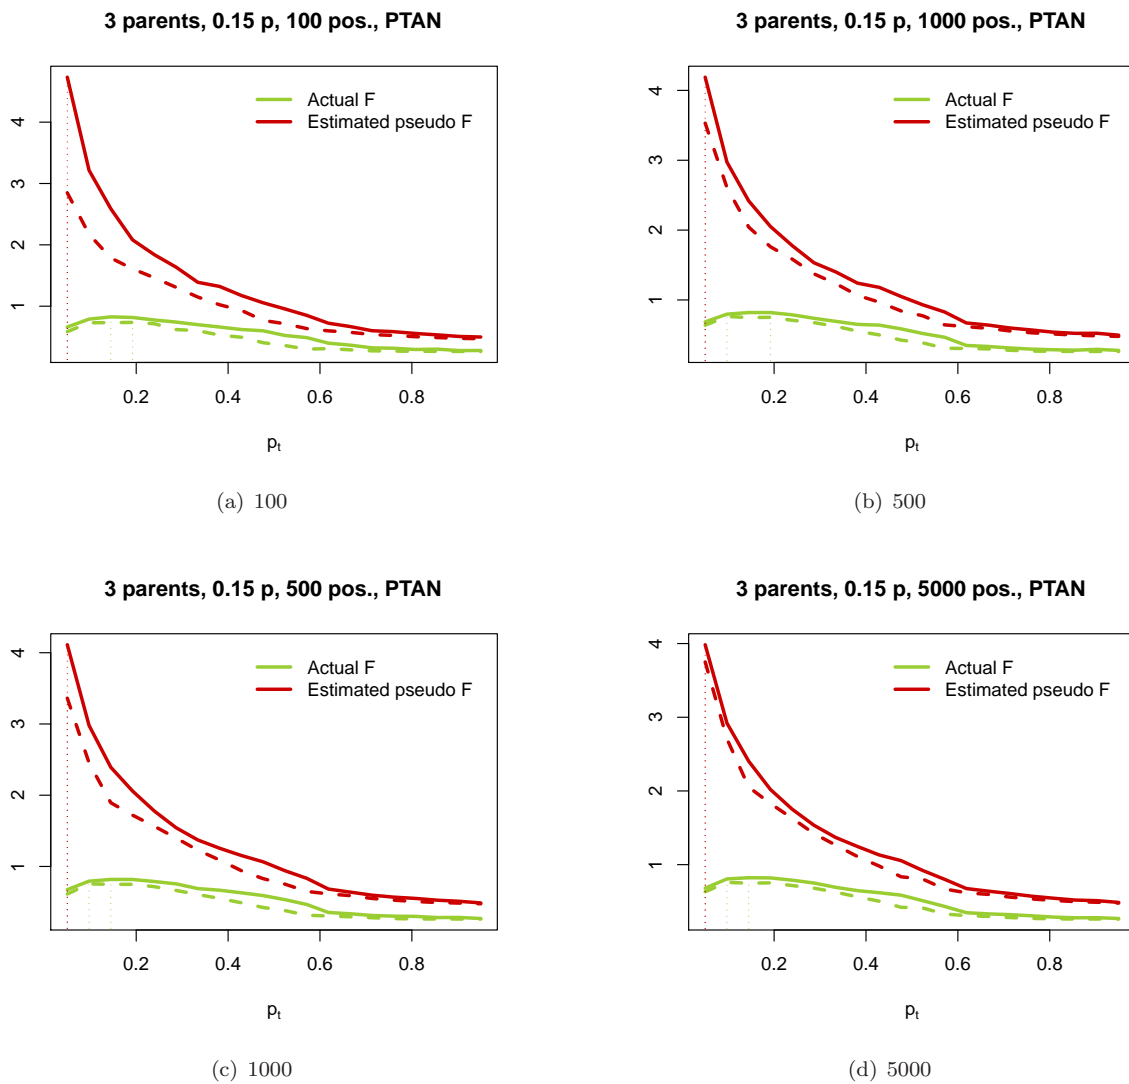 3 parents, 0.15 p, 100 pos., PTAN
Actual F
Estimated pseudo F
4
3
2
1
0.2 0.4 0.6 0.8
pt
(a) 100
3 parents, 0.15 p, 1000 pos., PTAN
Actual F
Estimated pseudo F
4
3
2
1
0.2 0.4 0.6 0.8
pt
(b) 500
3 parents, 0.15 p, 500 pos., PTAN
Actual F
Estimated pseudo F
4
3
2
1
0.2 0.4 0.6 0.8
pt
(c) 1000
3 parents, 0.15 p, 5000 pos., PTAN
Actual F
Estimated pseudo F
4
3
2
1
0.2 0.4 0.6 0.8
pt
(d) 5000